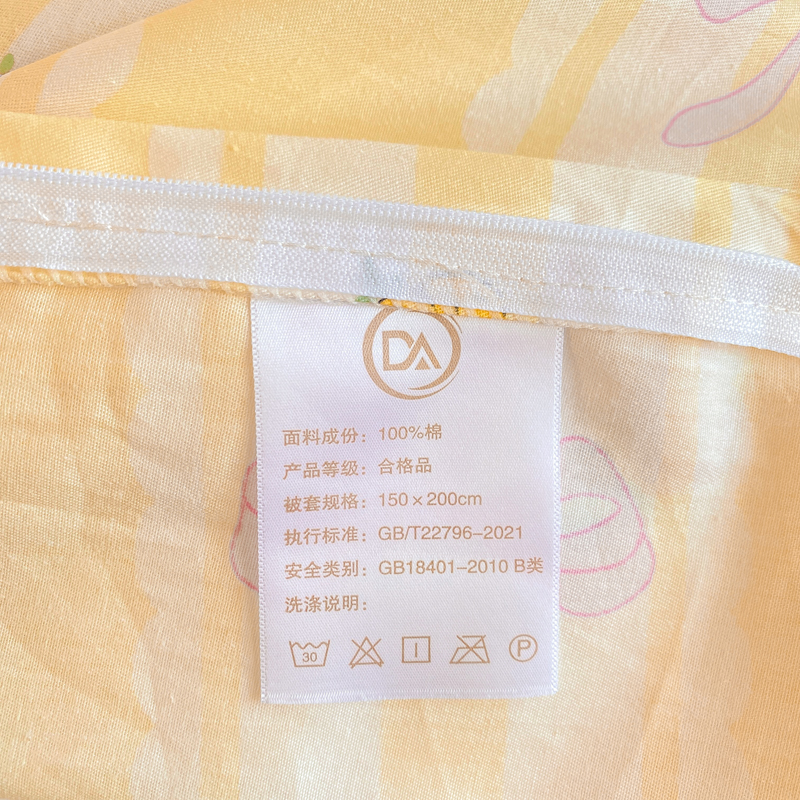 DA
面料成份：100%棉
产品等级：合格品
被套规格：150×200cm
执行标准：GB/T22796-2021
安全类别：GB18401-2010 B类
洗涤说明：
30
P